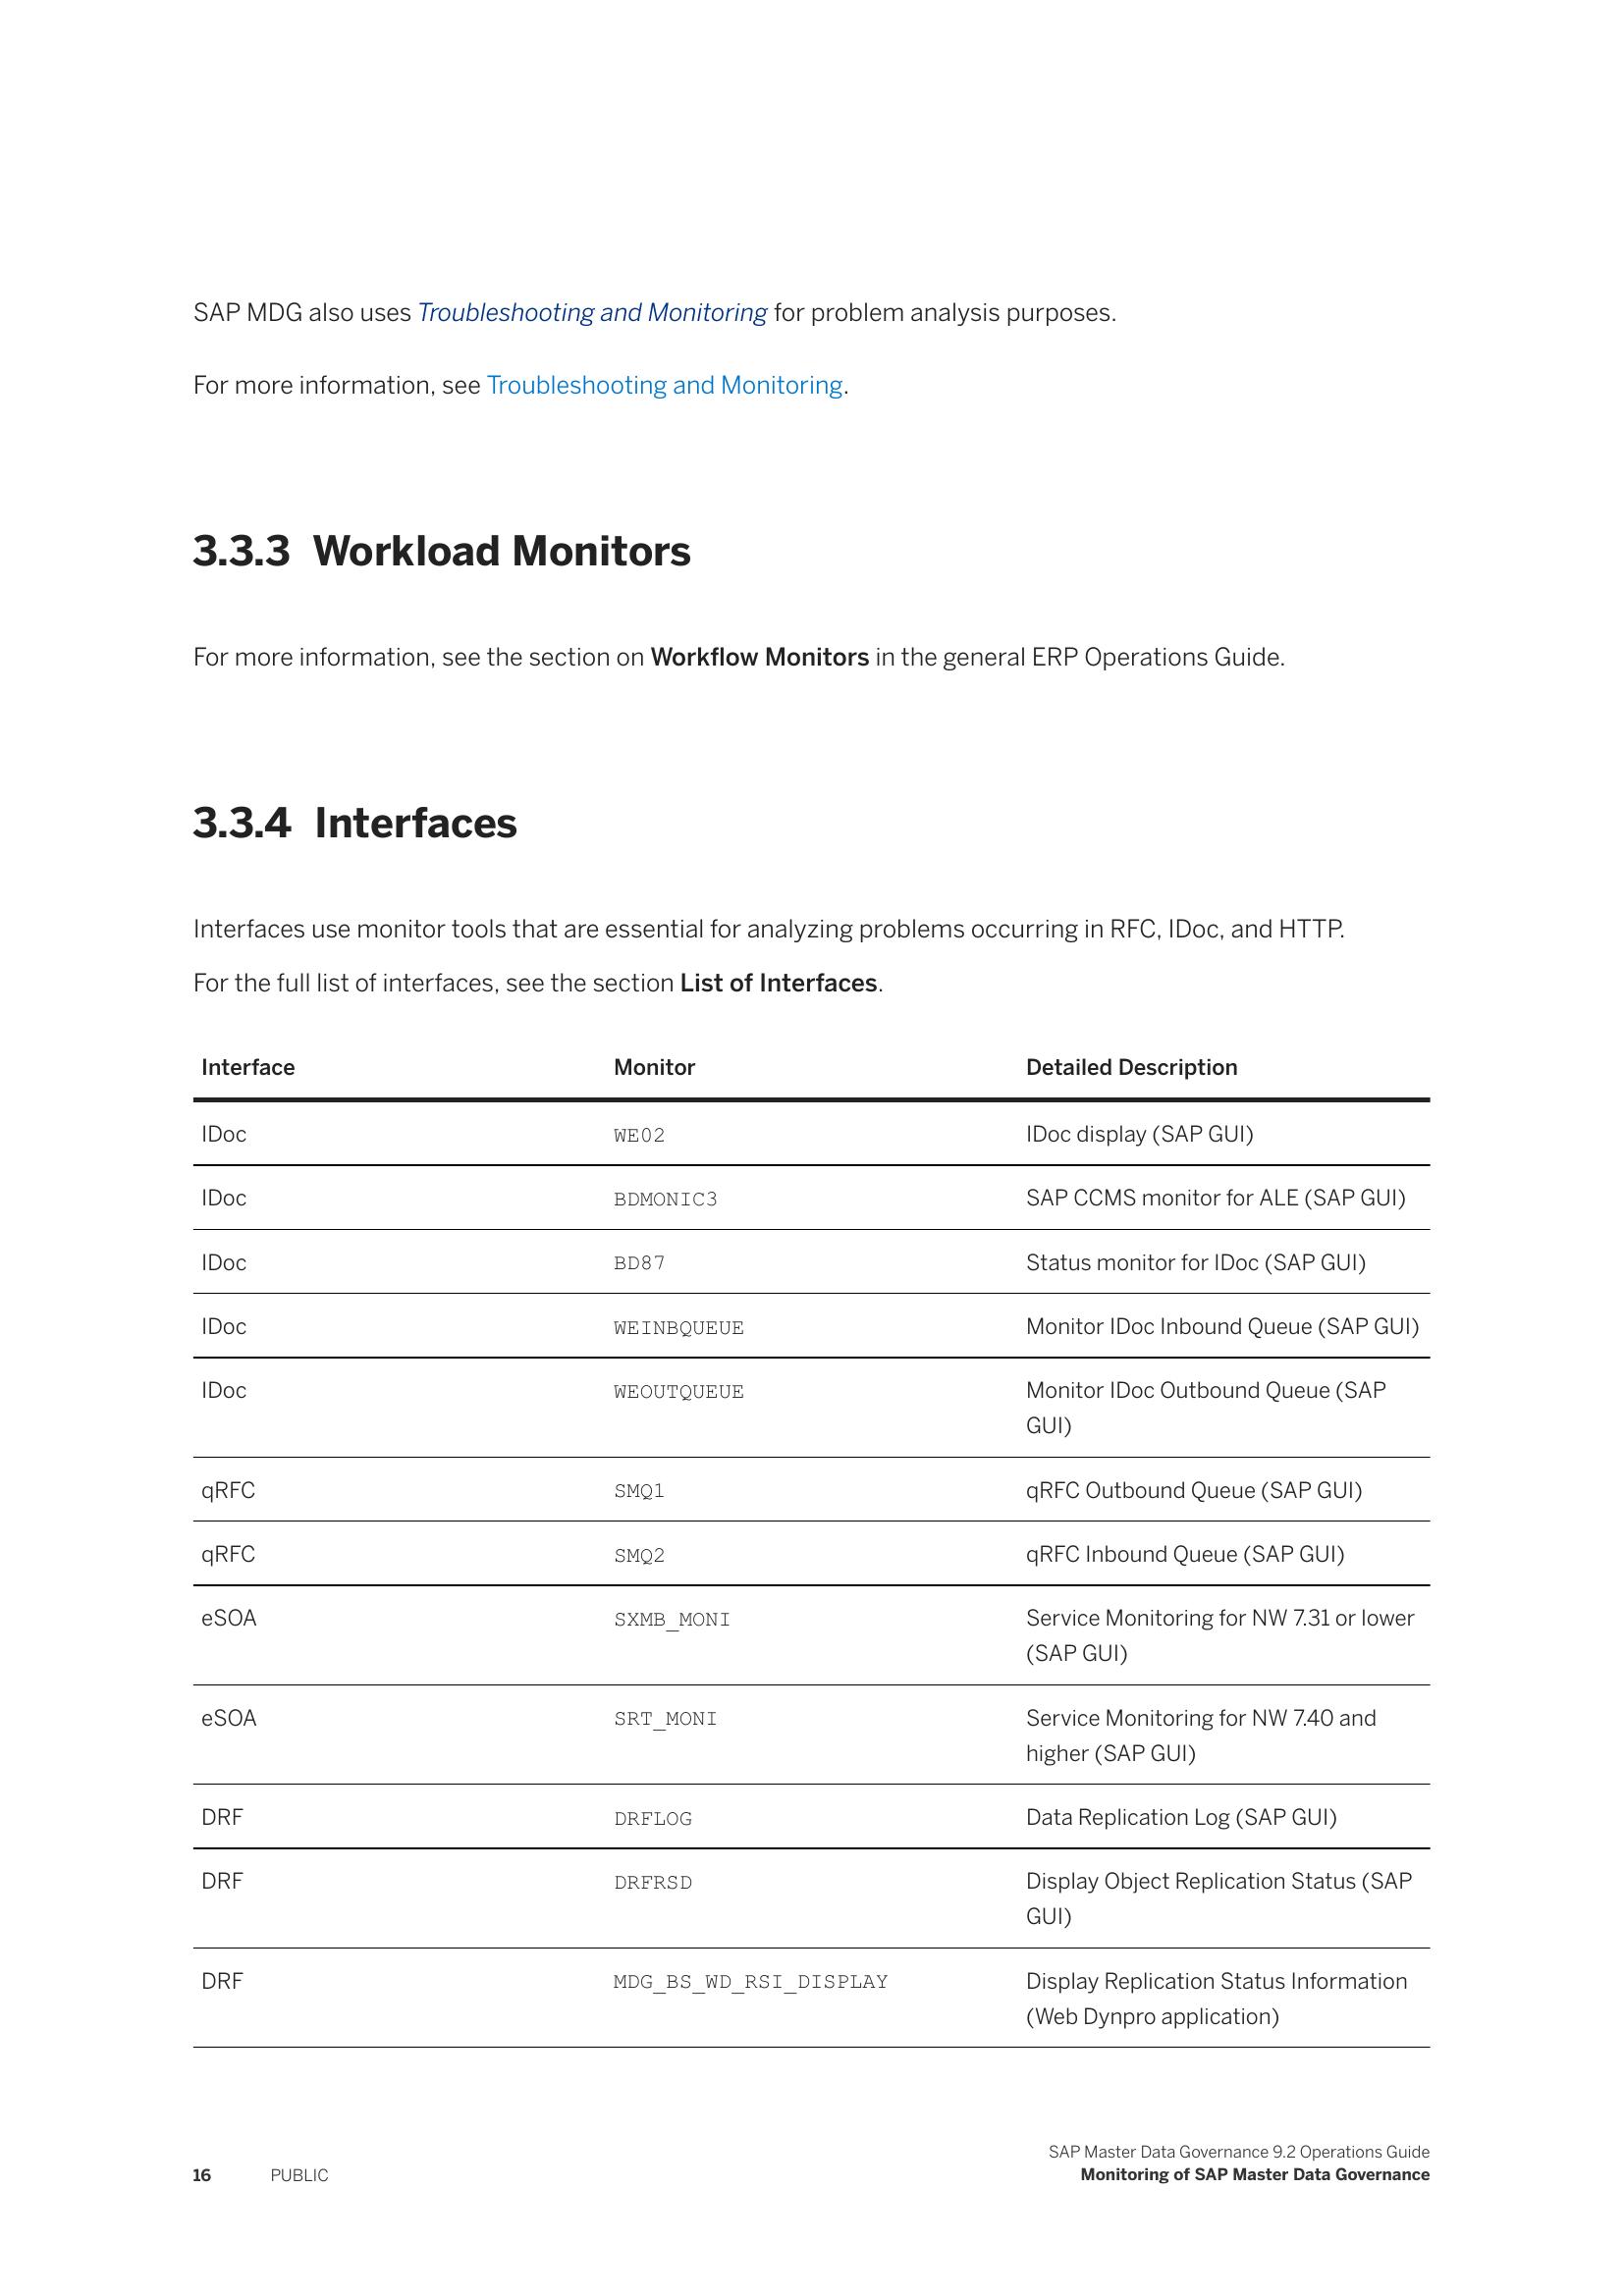 SAP MDG also uses Troubleshooting and Monitoring for problem analysis purposes.
For more information, see Troubleshooting and Monitoring.
3.3.3 Workload Monitors
For more information, see the section on Workflow Monitors in the general ERP Operations Guide.
3.3.4 Interfaces
Interfaces use monitor tools that are essential for analyzing problems occurring in RFC, IDoc, and HTTP.
For the full list of interfaces, see the section List of Interfaces.
Interface Monitor Detailed Description
IDoc WE02 IDoc display (SAP GUI)
IDoc BDMONIC3 SAP CCMS monitor for ALE (SAP GUI)
IDoc BD87 Status monitor for IDoc (SAP GUI)
IDoc WEINBQUEUE Monitor IDoc Inbound Queue (SAP GUI)
IDoc WEOUTQUEUE Monitor IDoc Outbound Queue (SAP
GUI)
qRFC SMQ1 qRFC Outbound Queue (SAP GUI)
qRFC SMQ2 qRFC Inbound Queue (SAP GUI)
eSOA SXMB_MONI Service Monitoring for NW 7.31 or lower
(SAP GUI)
eSOA SRT_MONI Service Monitoring for NW 7.40 and
higher (SAP GUI)
DRF DRFLOG Data Replication Log (SAP GUI)
DRF DRFRSD Display Object Replication Status (SAP
GUI)
DRF MDG_BS_WD_RSI_DISPLAY Display Replication Status Information
(Web Dynpro application)
SAP Master Data Governance 9.2 Operations Guide
16 PUBLIC Monitoring of SAP Master Data Governance